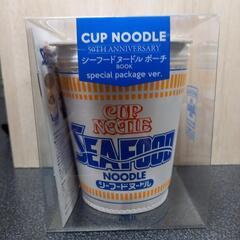 CUP NOODLE
50TH ANNIVERSARY
シーフードヌードル ポーチ
BOOK
special package ver.
CUP
NOODLE
SEAFOOD
NOODLE
シーフードヌードル